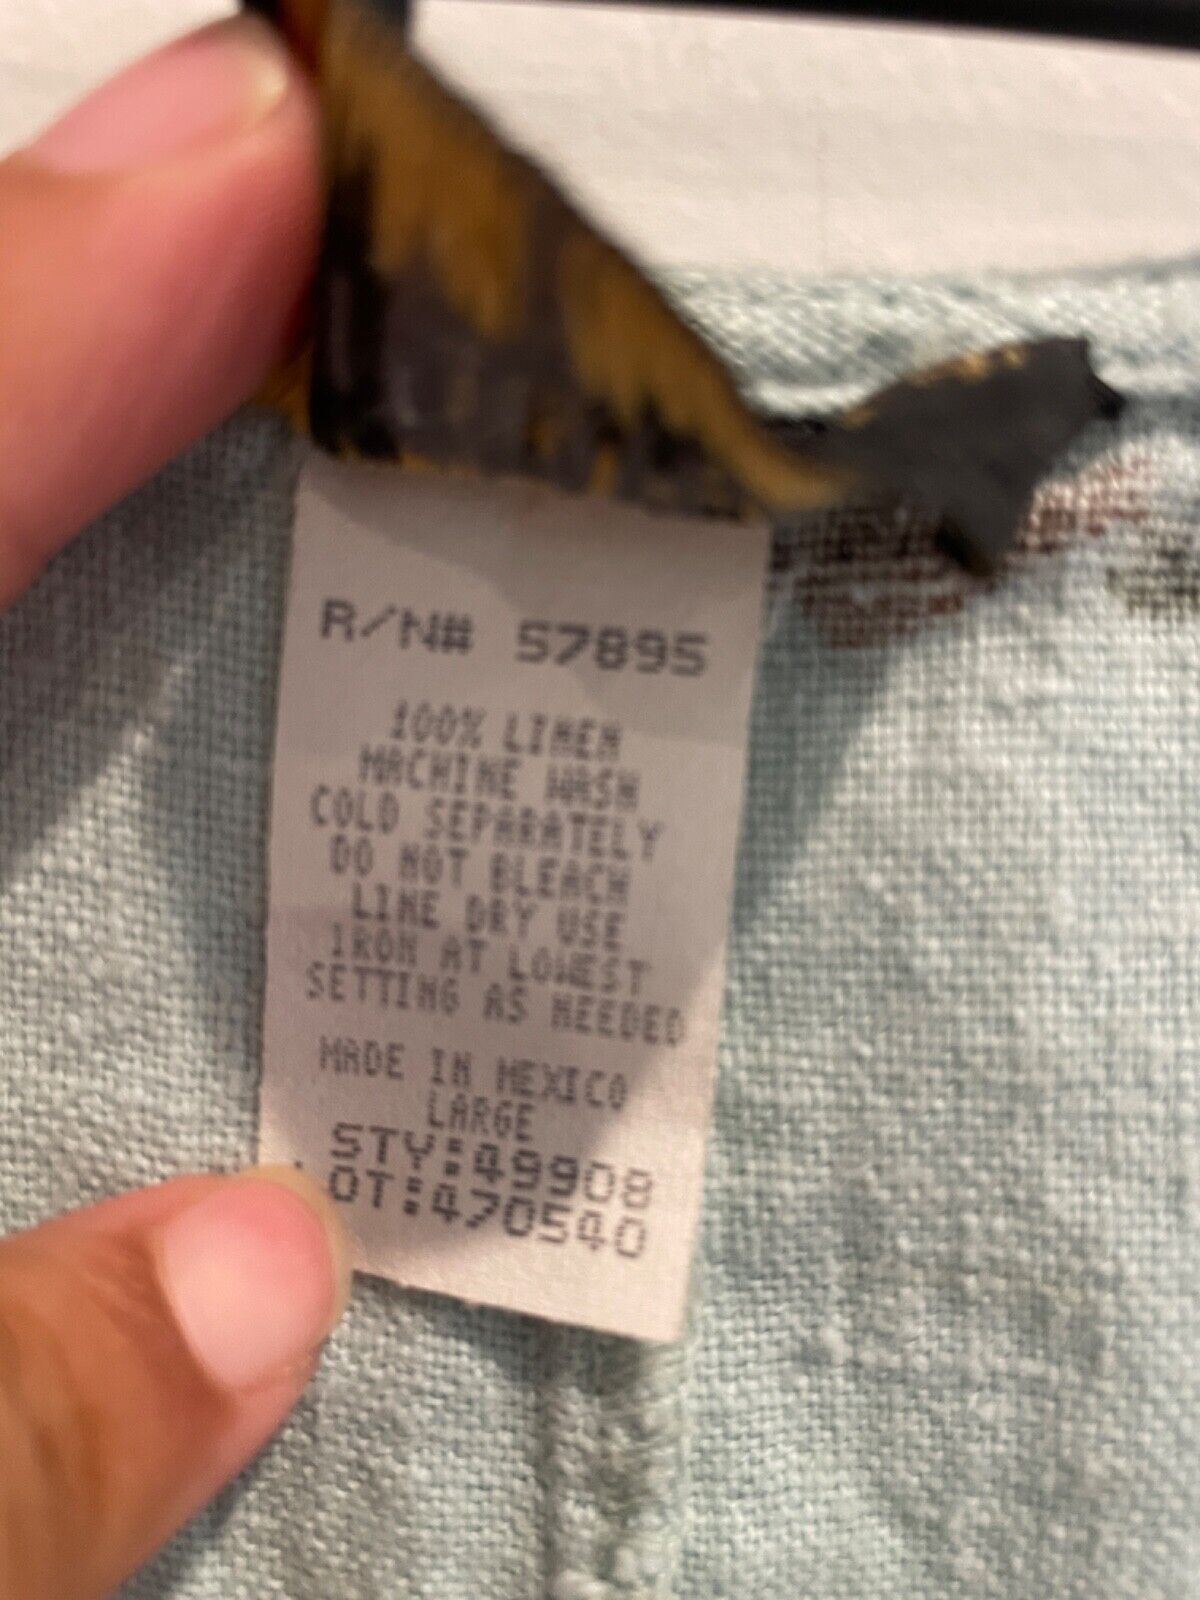 R/N# 57895
100% LINEN
MACHINE WASH
COLD SEPARATELY
DO NOT BLEACH
LINE DRY USE
IRON AT LOWEST
SETTING AS NEEDED
MADE IN MEXICO
LARGE
STY:49908
OT:470540